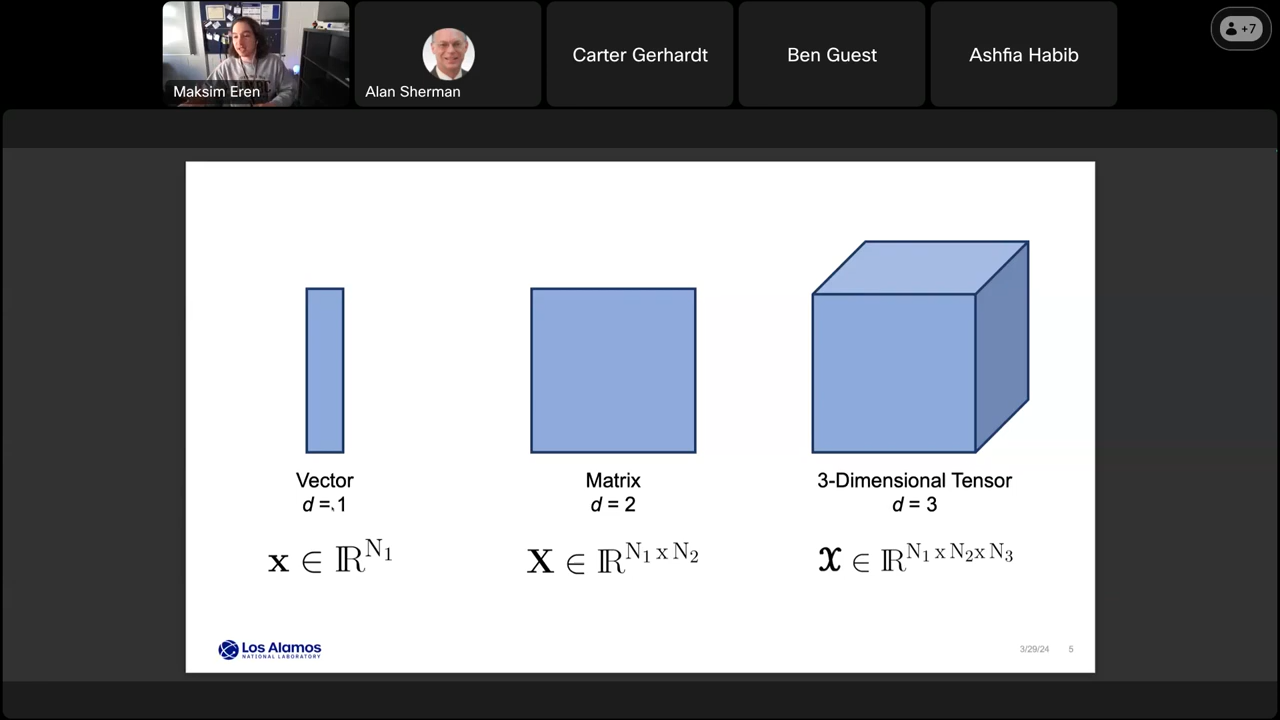 Maksim Eren
Alan Sherman
Carter Gerhardt
Ben Guest
Ashfia Habib
+7
Vector
d = 1
x ∈ ℝ^N₁
Matrix
d = 2
X ∈ ℝ^N₁ x N₂
3-Dimensional Tensor
d = 3
𝓧 ∈ ℝ^N₁ x N₂ x N₃
Los Alamos
NATIONAL LABORATORY
3/29/24 5